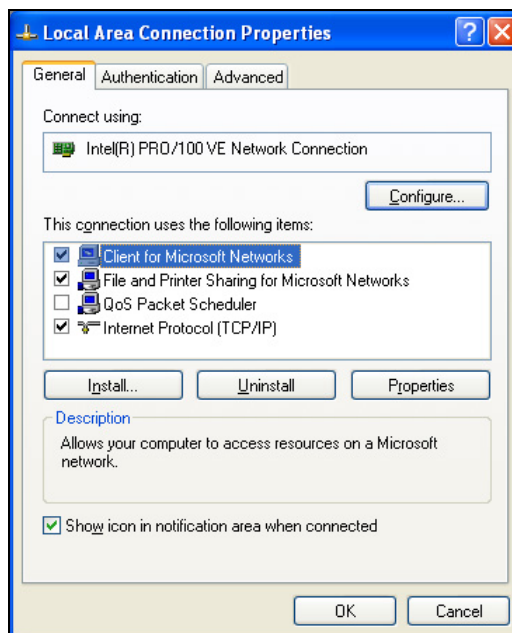 Local Area Connection Properties
General Authentication Advanced
Connect using:
Intel(R) PRO/100 VE Network Connection
Configure...
This connection uses the following items:
Client for Microsoft Networks
File and Printer Sharing for Microsoft Networks
QoS Packet Scheduler
Internet Protocol (TCP/IP)
Install... Uninstall Properties
Description
Allows your computer to access resources on a Microsoft
network.
Show icon in notification area when connected
OK Cancel